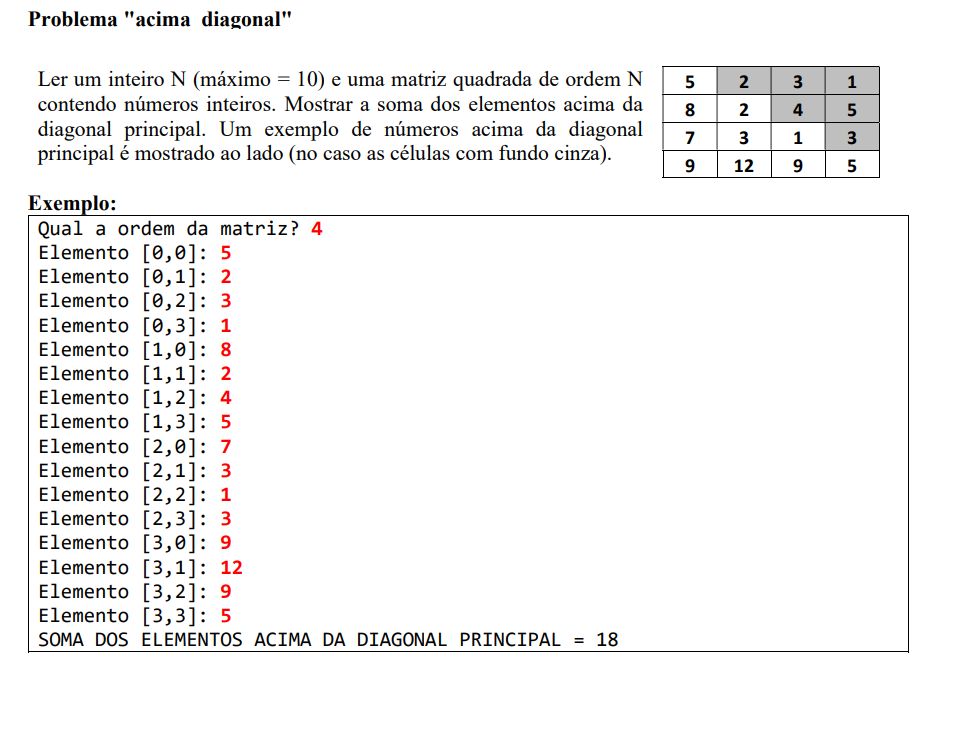 Problema "acima_diagonal"
Ler um inteiro N (máximo = 10) e uma matriz quadrada de ordem N
contendo números inteiros. Mostrar a soma dos elementos acima da
diagonal principal. Um exemplo de números acima da diagonal
principal é mostrado ao lado (no caso as células com fundo cinza).
5 2 3 1
8 2 4 5
7 3 1 3
9 12 9 5
Exemplo:
Qual a ordem da matriz? 4
Elemento [0,0]: 5
Elemento [0,1]: 2
Elemento [0,2]: 3
Elemento [0,3]: 1
Elemento [1,0]: 8
Elemento [1,1]: 2
Elemento [1,2]: 4
Elemento [1,3]: 5
Elemento [2,0]: 7
Elemento [2,1]: 3
Elemento [2,2]: 1
Elemento [2,3]: 3
Elemento [3,0]: 9
Elemento [3,1]: 12
Elemento [3,2]: 9
Elemento [3,3]: 5
SOMA DOS ELEMENTOS ACIMA DA DIAGONAL PRINCIPAL = 18